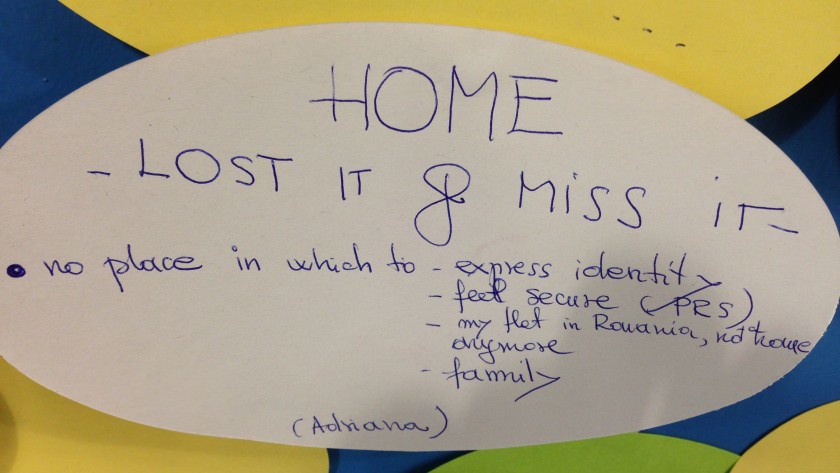 HOME
- LOST IT & MISS IT -
• no place in which to - express identity
- feel secure (PRS)
- my flat in Romania, not home
anymore
- family
(Adriana)